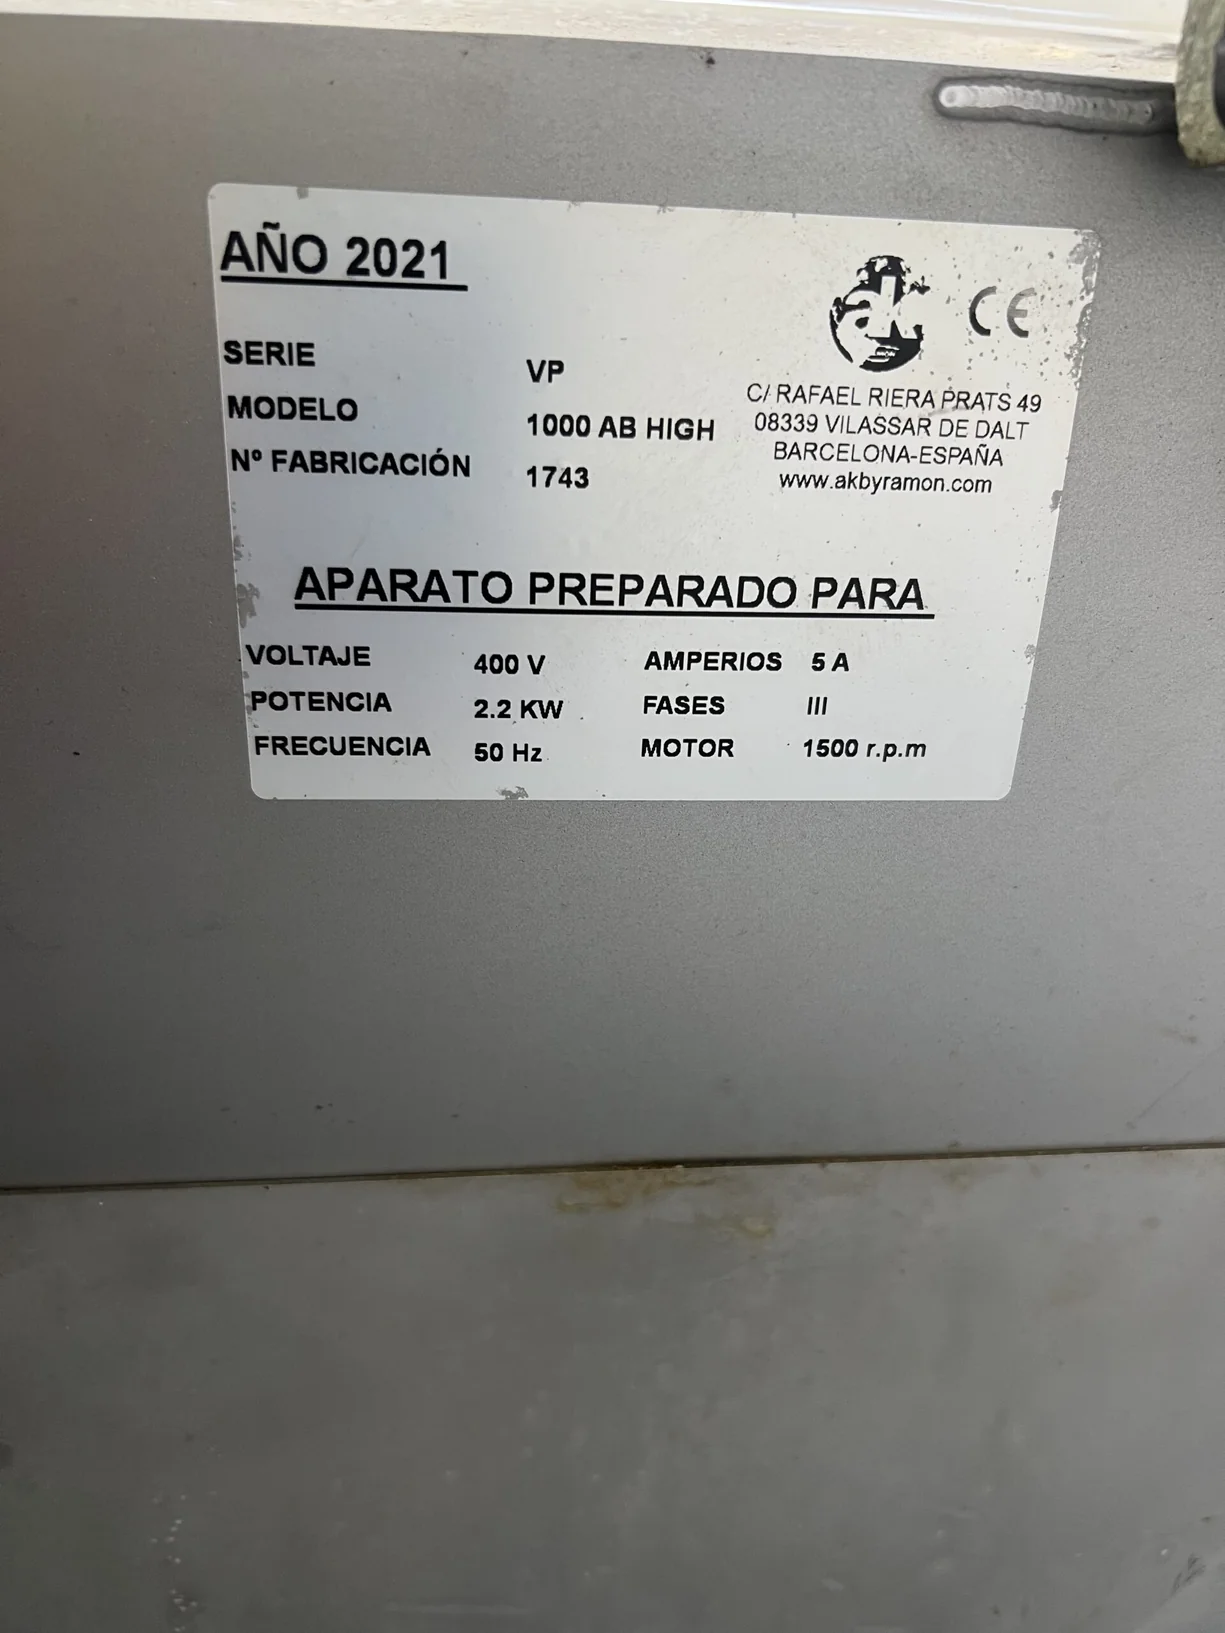 AÑO 2021
ak CE
SERIE VP
MODELO 1000 AB HIGH
Nº FABRICACIÓN 1743
C/ RAFAEL RIERA PRATS 49
08339 VILASSAR DE DALT
BARCELONA-ESPAÑA
www.akbyramon.com
APARATO PREPARADO PARA
VOLTAJE 400 V AMPERIOS 5 A
POTENCIA 2.2 KW FASES III
FRECUENCIA 50 Hz MOTOR 1500 r.p.m